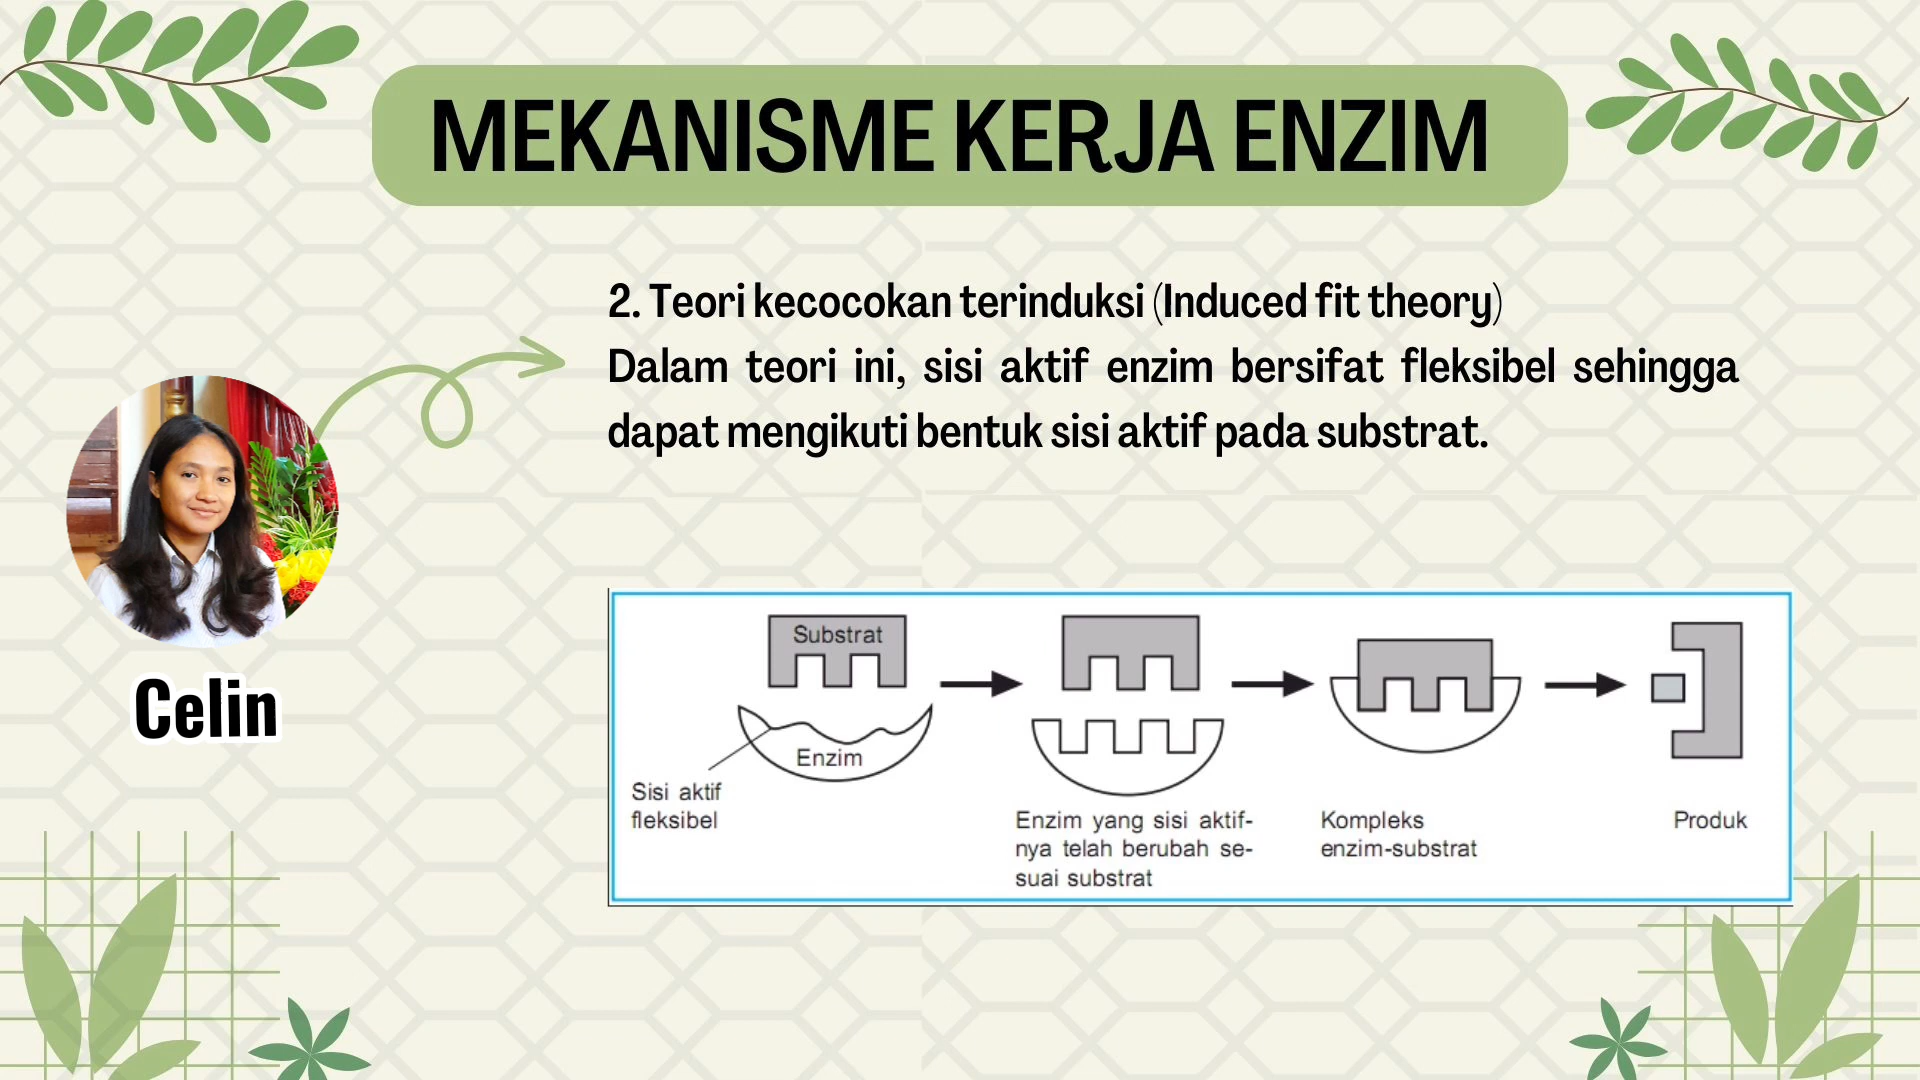 MEKANISME KERJA ENZIM
2. Teori kecocokan terinduksi (Induced fit theory)
Dalam teori ini, sisi aktif enzim bersifat fleksibel sehingga
dapat mengikuti bentuk sisi aktif pada substrat.
Celin
Substrat
Enzim
Sisi aktif
fleksibel
Enzim yang sisi aktif-
nya telah berubah se-
suai substrat
Kompleks
enzim-substrat
Produk